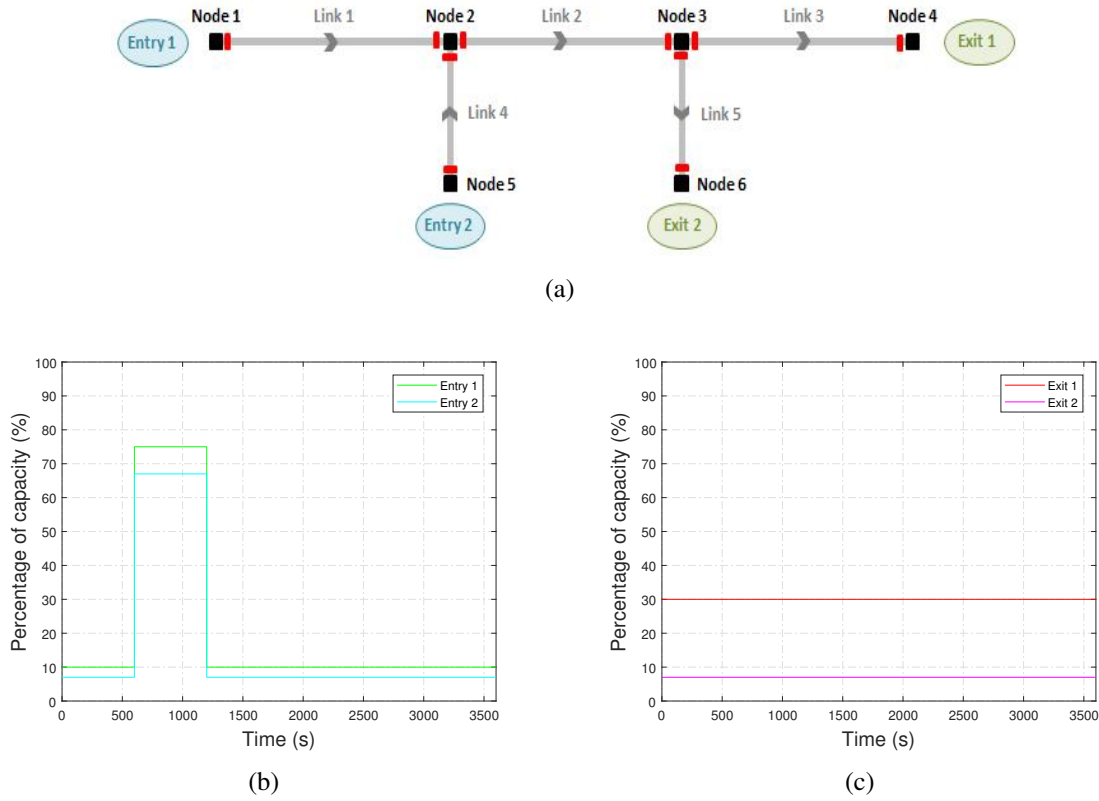 Node 1 Link 1 Node 2 Link 2 Node 3 Link 3 Node 4
Entry 1 Exit 1
Link 4 Link 5
Node 5 Node 6
Entry 2 Exit 2
(a)
100
90
80
70
60
50
40
30
20
10
0
Percentage of capacity (%)
Entry 1
Entry 2
0 500 1000 1500 2000 2500 3000 3500
Time (s)
(b)
100
90
80
70
60
50
40
30
20
10
0
Percentage of capacity (%)
Exit 1
Exit 2
0 500 1000 1500 2000 2500 3000 3500
Time (s)
(c)